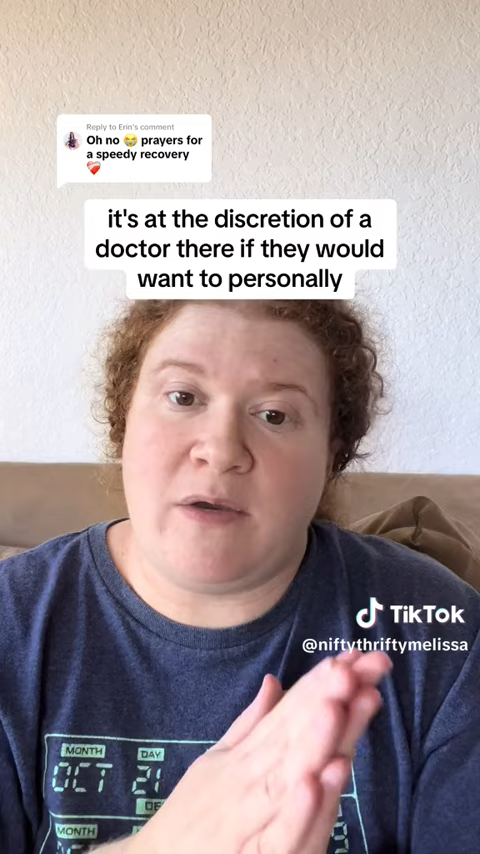 Reply to Erin's comment
Oh no 😭 prayers for
a speedy recovery
❤️‍🩹
it's at the discretion of a
doctor there if they would
want to personally
TikTok
@niftythriftymelissa
MONTH DAY
OCT 21
MONTH